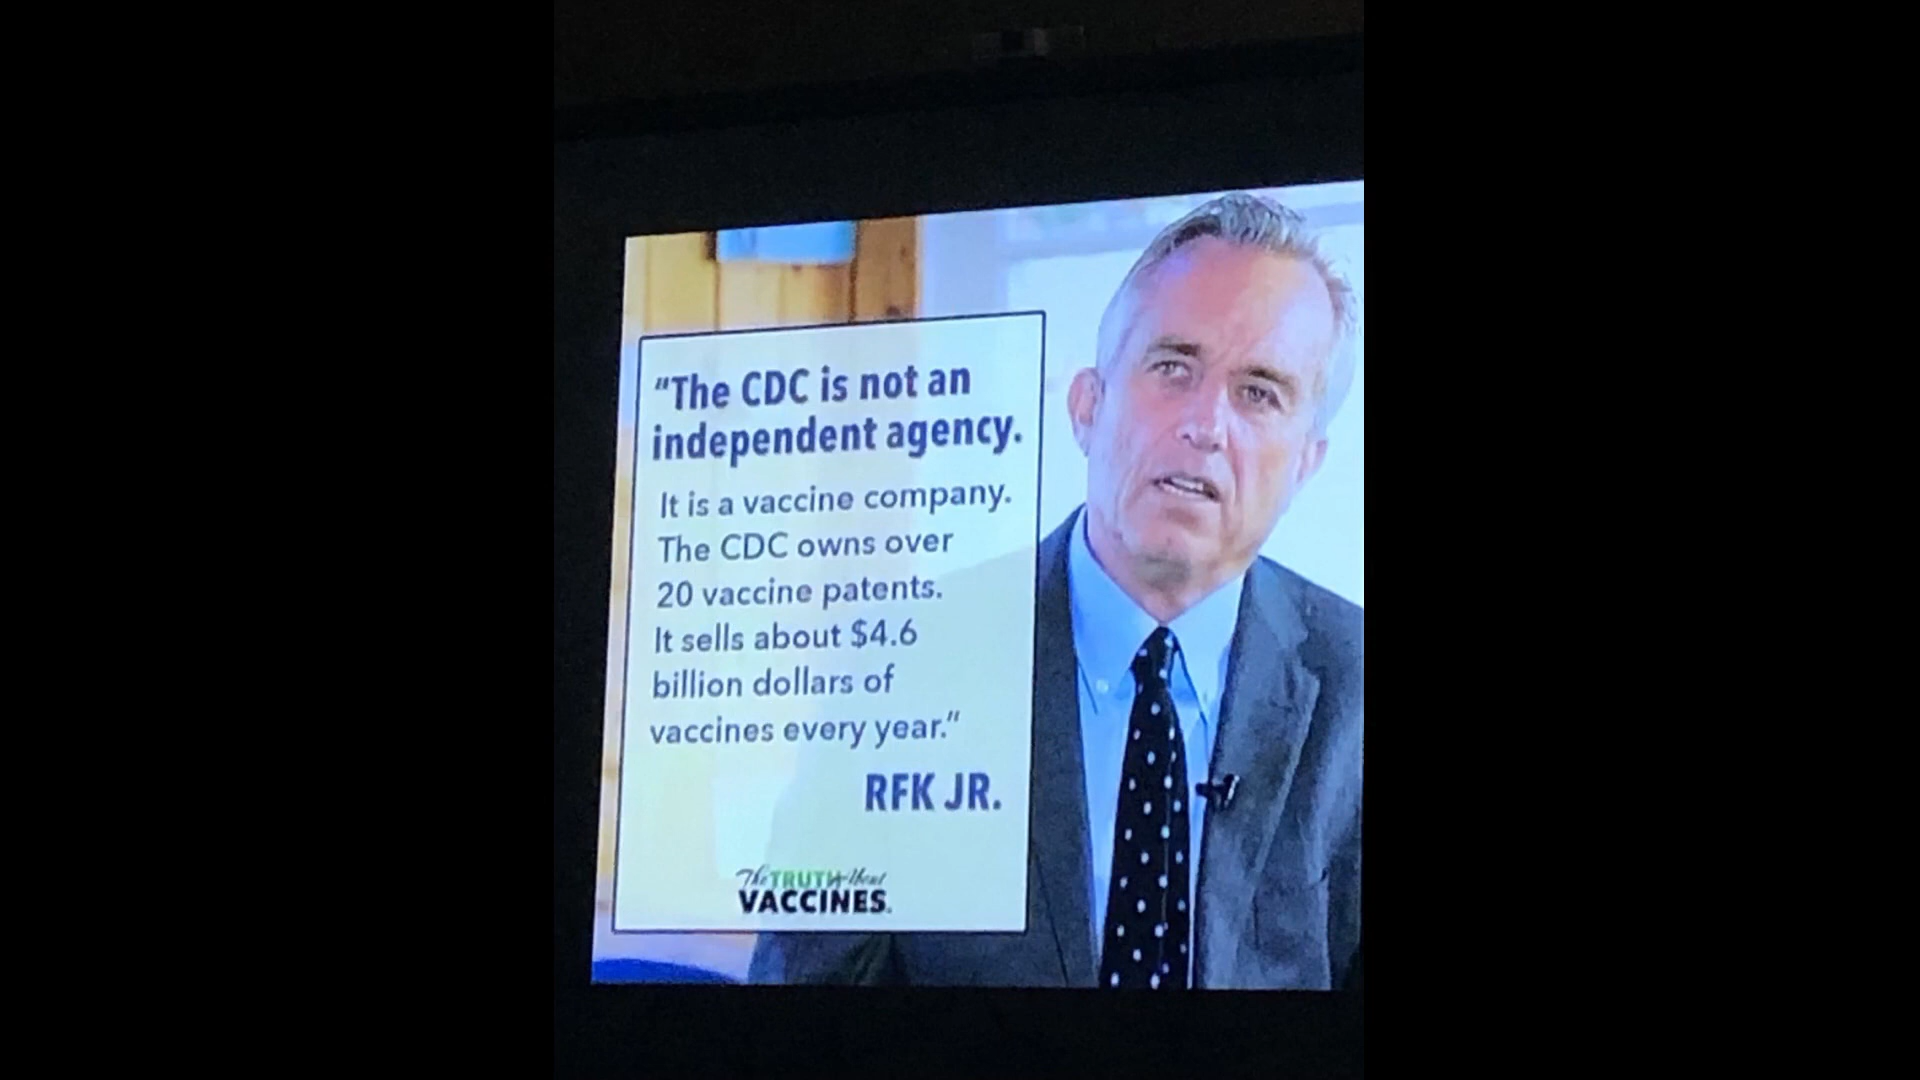 "The CDC is not an
independent agency.
It is a vaccine company.
The CDC owns over
20 vaccine patents.
It sells about $4.6
billion dollars of
vaccines every year."
RFK JR.
The TRUTH About
VACCINES.